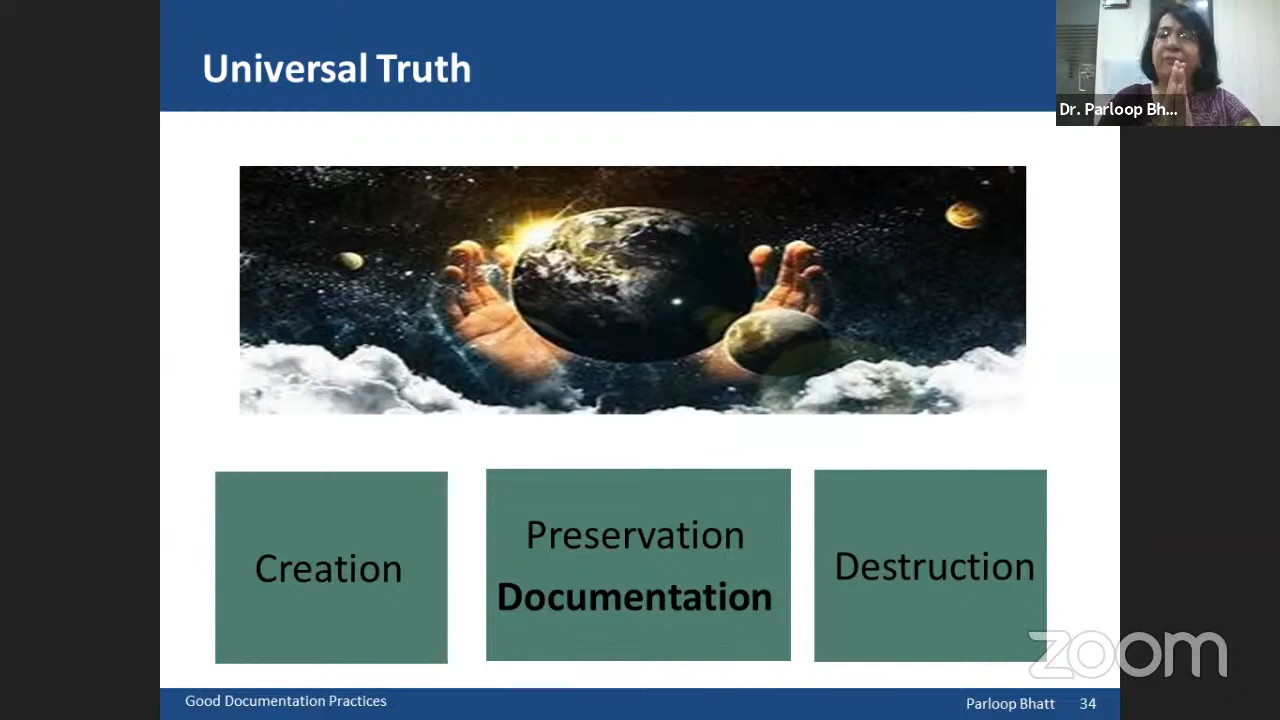 Universal Truth
Dr. Parloop Bh...
Creation
Preservation
Documentation
Destruction
zoom
Good Documentation Practices
Parloop Bhatt
34